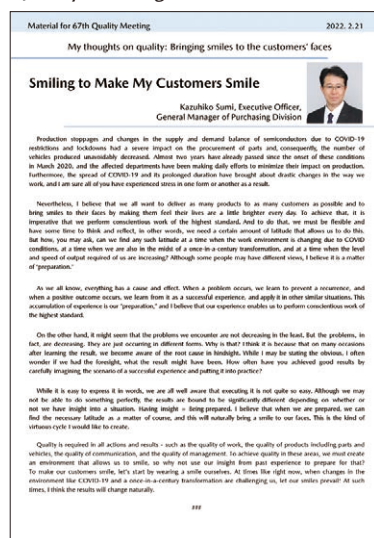 Material for 67th Quality Meeting
2022. 2.21
My thoughts on quality: Bringing smiles to the customers' faces
Smiling to Make My Customers Smile
Kazuhiko Sumi, Executive Officer,
General Manager of Purchasing Division
Production stoppages and changes in the supply and demand balance of semiconductors due to COVID-19
restrictions and lockdowns had a severe impact on the procurement of parts and, consequently, the number of
vehicles produced unavoidably decreased. Almost two years have already passed since the onset of these conditions
in March 2020, and the affected departments have been making daily efforts to minimize their impact on production.
Furthermore, the spread of COVID-19 and its prolonged duration have brought about drastic changes in the way we
work, and I am sure all of you have experienced stress in one form or another as a result.
Nevertheless, I believe that we all want to deliver as many products to as many customers as possible and to
bring smiles to their faces by making them feel their lives are a little brighter every day. To achieve that, it is
imperative that we perform conscientious work of the highest standard. And to do that, we must be flexible and
have some time to think and reflect, in other words, we need a certain amount of latitude that allows us to do this.
But how, you may ask, can we find any such latitude at a time when the work environment is changing due to COVID
conditions, at a time when we are also in the midst of a once-in-a-century transformation, and at a time when the level
and speed of output required of us are increasing? Although some people may have different views, I believe it is a matter
of "preparation."
As we all know, everything has a cause and effect. When a problem occurs, we learn to prevent a recurrence, and
when a positive outcome occurs, we learn from it as a successful experience, and apply it in other similar situations. This
accumulation of experience is our "preparation," and I believe that our experience enables us to perform conscientious work of
the highest standard.
On the other hand, it might seem that the problems we encounter are not decreasing in the least. But the problems, in
fact, are decreasing. They are just occurring in different forms. Why is that? I think it is because that on many occasions
after learning the result, we become aware of the root cause in hindsight. While I may be stating the obvious, I often
wonder if we had the foresight, what the result might have been. How often have you achieved good results by
carefully imagining the scenario of a successful experience and putting it into practice?
While it is easy to express it in words, we are all well aware that executing it is not quite so easy. Although we may
not be able to do something perfectly, the results are bound to be significantly different depending on whether or
not we have insight into a situation. Having insight = being prepared. I believe that when we are prepared, we can
find the necessary latitude as a matter of course, and this will naturally bring a smile to our faces. This is the kind of
virtuous cycle I would like to create.
Quality is required in all actions and results - such as the quality of work, the quality of products including parts and
vehicles, the quality of communication, and the quality of management. To achieve quality in these areas, we must create
an environment that allows us to smile, so why not use our insight from past experience to prepare for that?
To make our customers smile, let's start by wearing a smile ourselves. At times like right now, when changes in the
environment like COVID-19 and a once-in-a-century transformation are challenging us, let our smiles prevail! At such
times, I think the results will change naturally.
###